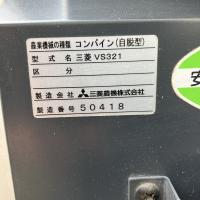 農業機械の種類 コンバイン(自脱型)
型式名 三菱 VS321
区分
製造会社 三菱農機株式会社
製造番号 50418
安